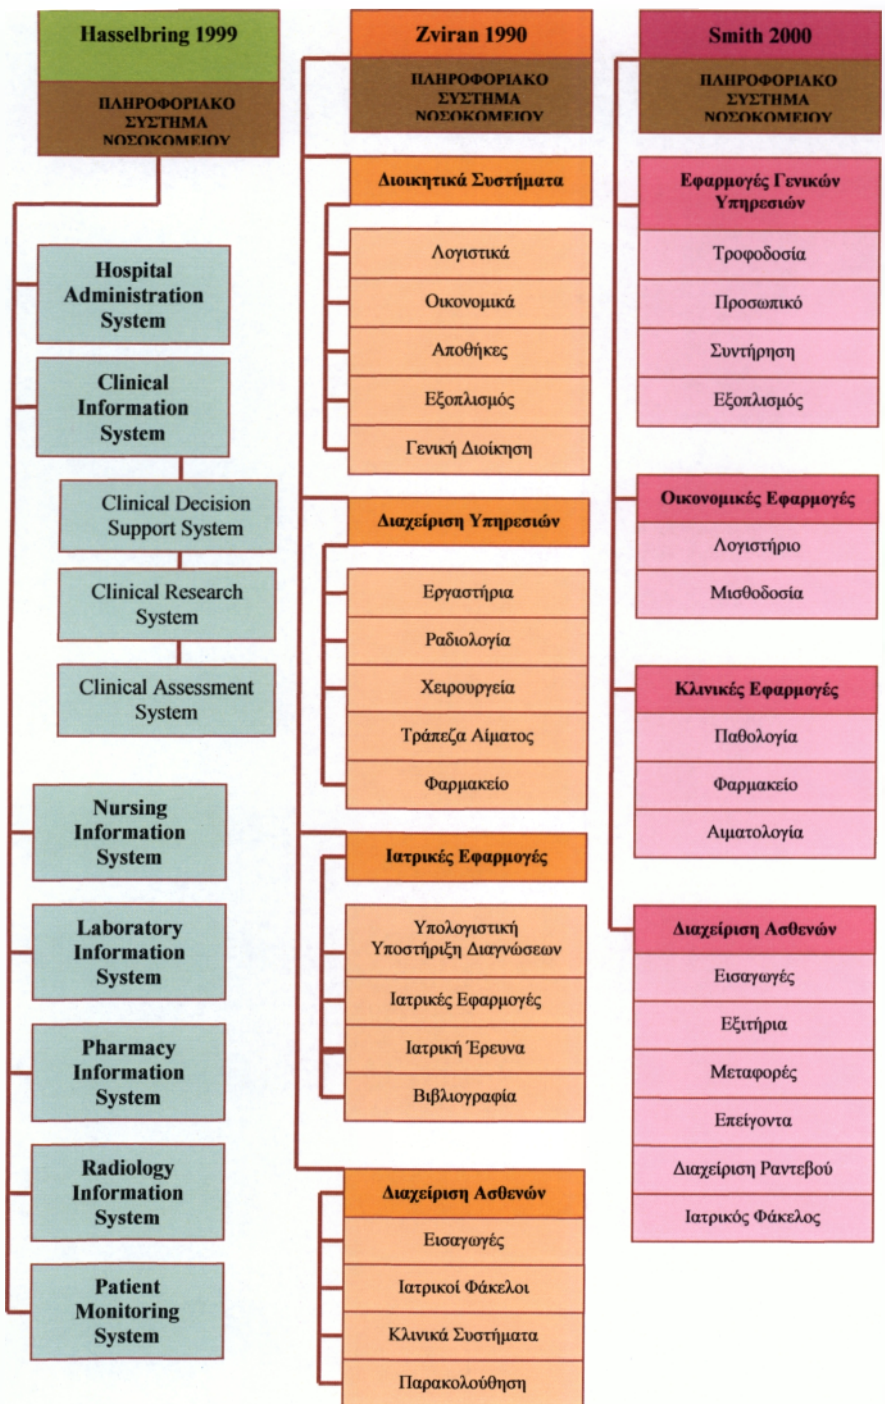 Hasselbring 1999
ΠΛΗΡΟΦΟΡΙΑΚΟ
ΣΥΣΤΗΜΑ
ΝΟΣΟΚΟΜΕΙΟΥ
Hospital
Administration
System
Clinical
Information
System
Clinical Decision
Support System
Clinical Research
System
Clinical Assessment
System
Nursing
Information
System
Laboratory
Information
System
Pharmacy
Information
System
Radiology
Information
System
Patient
Monitoring
System
Zviran 1990
ΠΛΗΡΟΦΟΡΙΑΚΟ
ΣΥΣΤΗΜΑ
ΝΟΣΟΚΟΜΕΙΟΥ
Διοικητικά Συστήματα
Λογιστικά
Οικονομικά
Αποθήκες
Εξοπλισμός
Γενική Διοίκηση
Διαχείριση Υπηρεσιών
Εργαστήρια
Ραδιολογία
Χειρουργεία
Τράπεζα Αίματος
Φαρμακείο
Ιατρικές Εφαρμογές
Υπολογιστική
Υποστήριξη Διαγνώσεων
Ιατρικές Εφαρμογές
Ιατρική Έρευνα
Βιβλιογραφία
Διαχείριση Ασθενών
Εισαγωγές
Ιατρικοί Φάκελοι
Κλινικά Συστήματα
Παρακολούθηση
Smith 2000
ΠΛΗΡΟΦΟΡΙΑΚΟ
ΣΥΣΤΗΜΑ
ΝΟΣΟΚΟΜΕΙΟΥ
Εφαρμογές Γενικών
Υπηρεσιών
Τροφοδοσία
Προσωπικό
Συντήρηση
Εξοπλισμός
Οικονομικές Εφαρμογές
Λογιστήριο
Μισθοδοσία
Κλινικές Εφαρμογές
Παθολογία
Φαρμακείο
Αιματολογία
Διαχείριση Ασθενών
Εισαγωγές
Εξιτήρια
Μεταφορές
Επείγοντα
Διαχείριση Ραντεβού
Ιατρικός Φάκελος